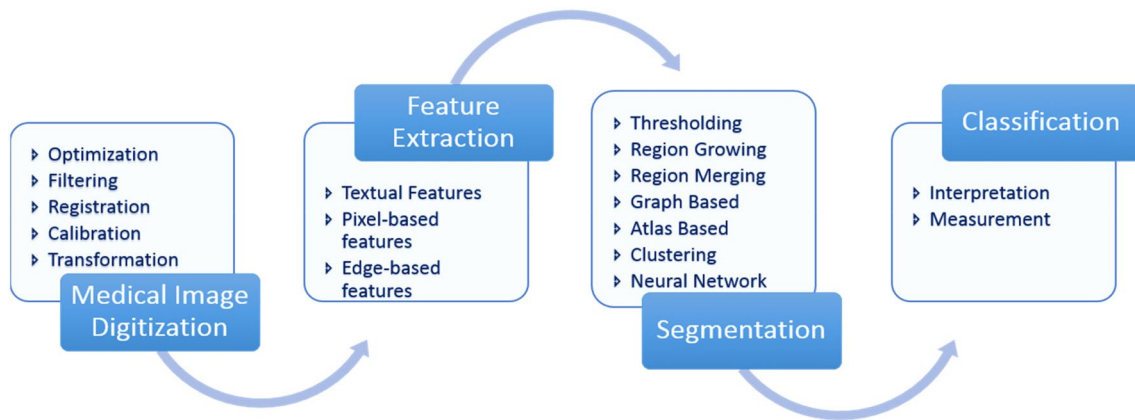 Optimization
Filtering
Registration
Calibration
Transformation
Medical Image
Digitization
Feature
Extraction
Textual Features
Pixel-based
features
Edge-based
features
Thresholding
Region Growing
Region Merging
Graph Based
Atlas Based
Clustering
Neural Network
Segmentation
Classification
Interpretation
Measurement